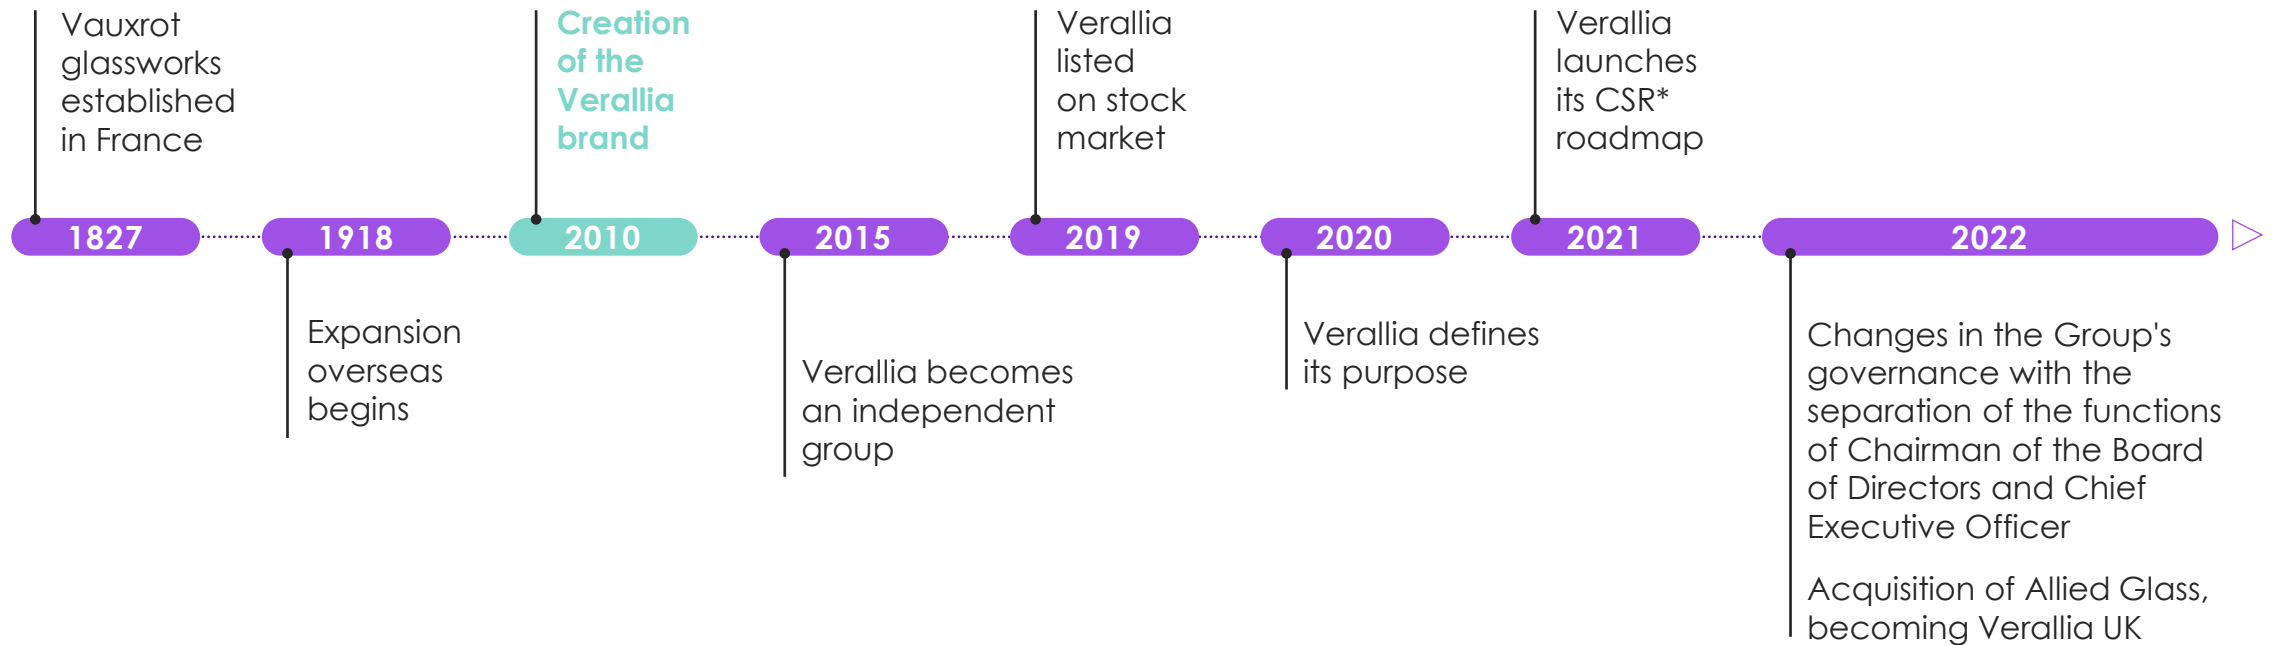 Vauxrot
glassworks
established
in France
Creation
of the
Verallia
brand
Verallia
listed
on stock
market
Verallia
launches
its CSR*
roadmap
1827
1918
2010
2015
2019
2020
2021
2022
Expansion
overseas
begins
Verallia becomes
an independent
group
Verallia defines
its purpose
Changes in the Group's
governance with the
separation of the functions
of Chairman of the Board
of Directors and Chief
Executive Officer
Acquisition of Allied Glass,
becoming Verallia UK